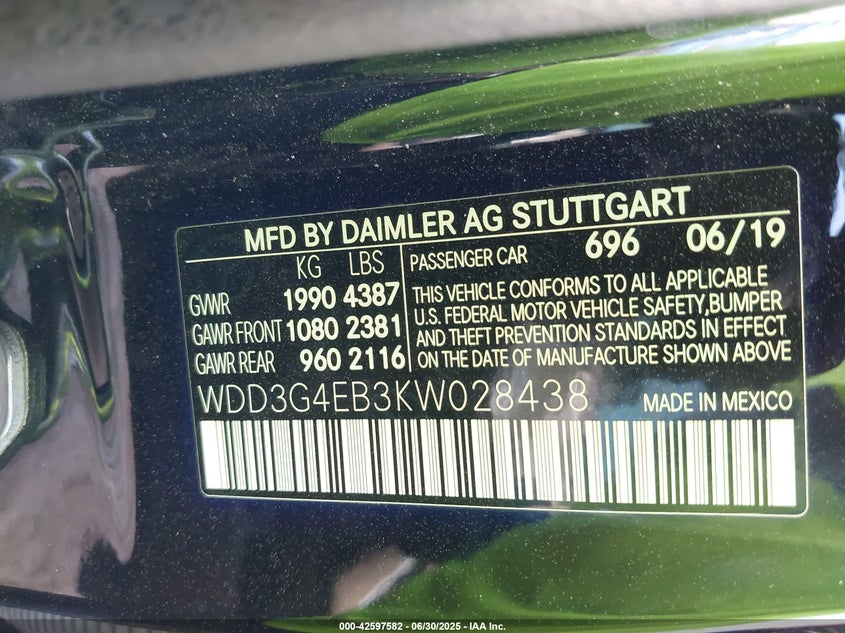 MFD BY DAIMLER AG STUTTGART
KG LBS
GVWR 1990 4387
GAWR FRONT 1080 2381
GAWR REAR 960 2116
PASSENGER CAR 696 06/19
THIS VEHICLE CONFORMS TO ALL APPLICABLE
U.S. FEDERAL MOTOR VEHICLE SAFETY, BUMPER
AND THEFT PREVENTION STANDARDS IN EFFECT
ON THE DATE OF MANUFACTURE SHOWN ABOVE
WDD3G4EB3KW028438 MADE IN MEXICO
000-42597582 | 06/30/2025 - IAA Inc.